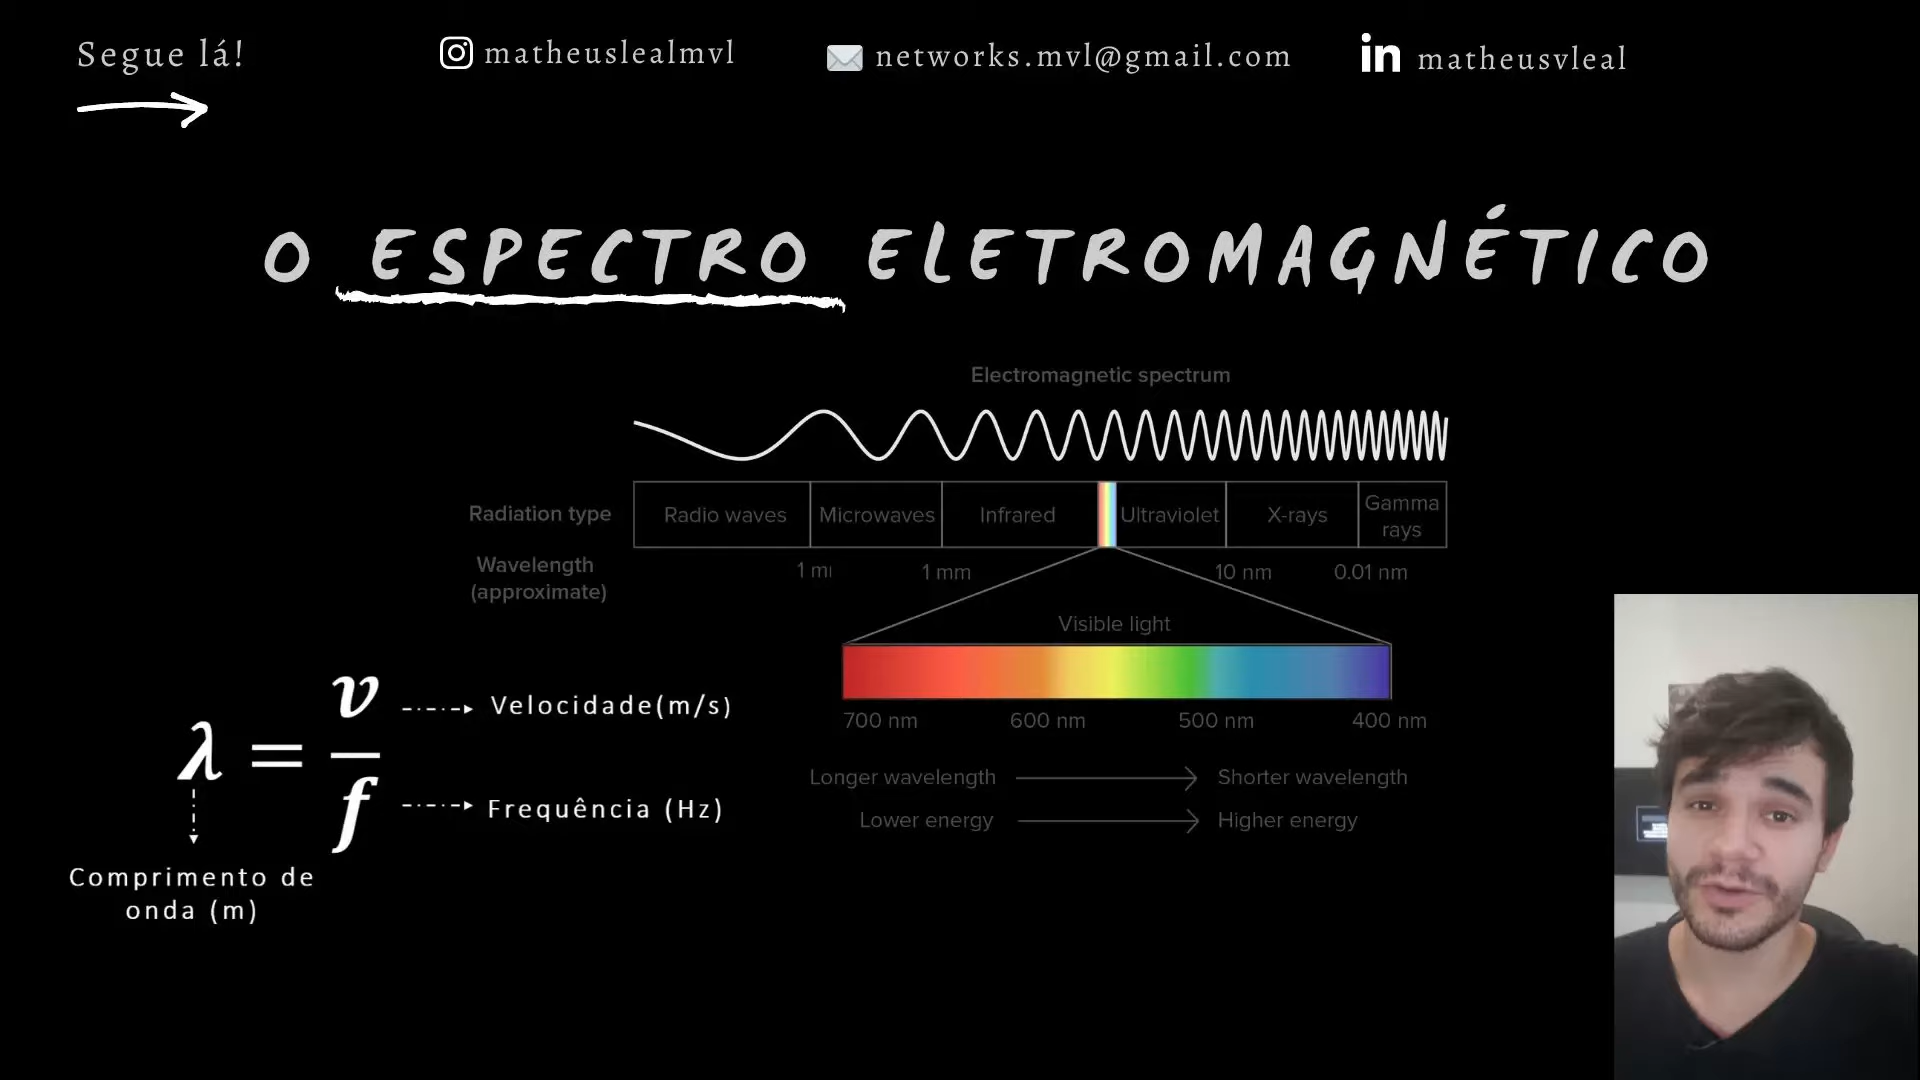 Segue lá!
matheuslealmvl
networks.mvl@gmail.com
in matheusvleal
O ESPECTRO ELETROMAGNÉTICO
Electromagnetic spectrum
Radiation type
Radio waves
Microwaves
Infrared
Ultraviolet
X-rays
Gamma
rays
Wavelength
(approximate)
1 m
1 mm
10 nm
0.01 nm
Visible light
700 nm
600 nm
500 nm
400 nm
Longer wavelength
Shorter wavelength
Lower energy
Higher energy
λ = v/f
Velocidade(m/s)
Frequência (Hz)
Comprimento de
onda (m)